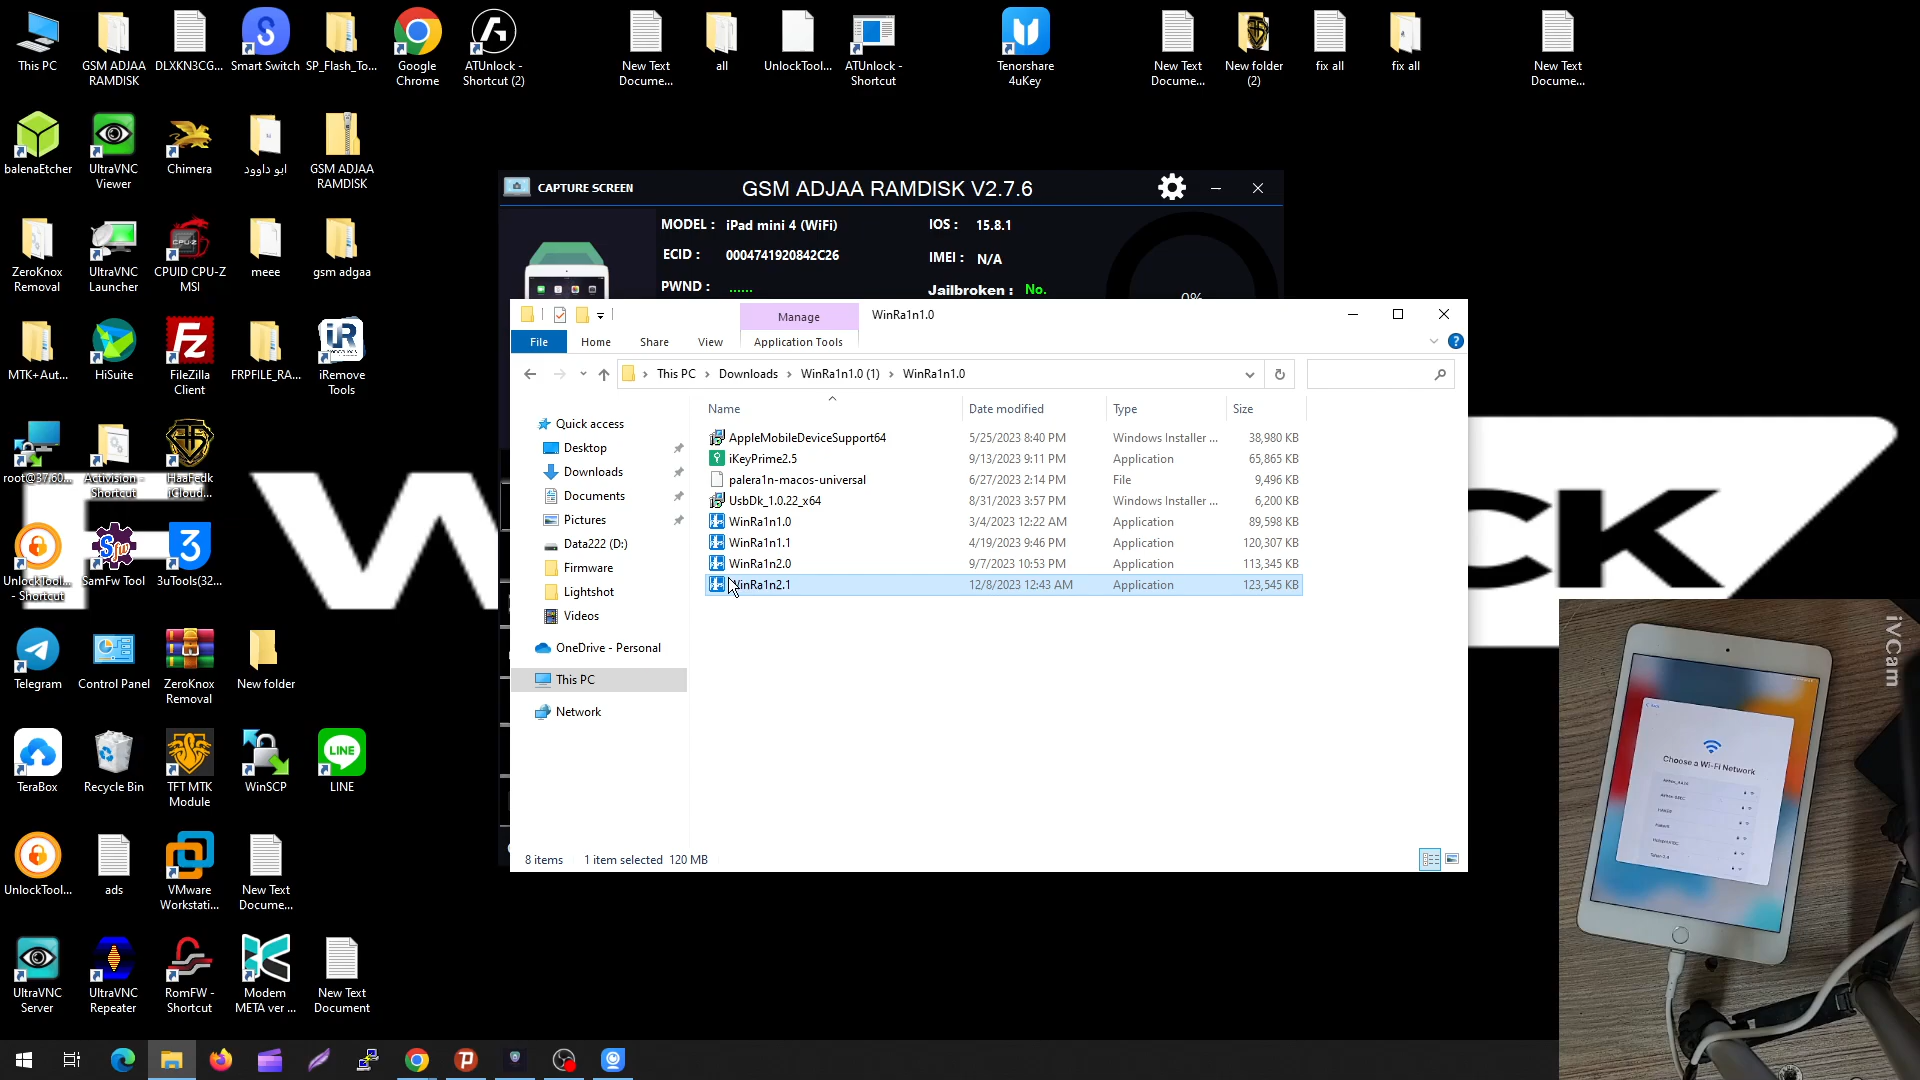 This PC
GSM ADJAA
RAMDISK
DLXKN3CG...
Smart Switch
SP_Flash_To...
Google
Chrome
ATUnlock -
Shortcut (2)
New Text
Docume...
all
UnlockTool...
ATUnlock -
Shortcut
Tenorshare
4uKey
New Text
Docume...
New folder
(2)
fix all
fix all
New Text
Docume...
balenaEtcher
UltraVNC
Viewer
Chimera
ابو داوود
GSM ADJAA
RAMDISK
CAPTURE SCREEN
GSM ADJAA RAMDISK V2.7.6
MODEL : iPad mini 4 (WiFi)
IOS : 15.8.1
ECID : 0004741920842C26
IMEI : N/A
PWND : ......
Jailbroken : No.
0%
ZeroKnox
Removal
UltraVNC
Launcher
CPUID CPU-Z
MSI
meee
gsm adgaa
Manage
WinRa1n1.0
File
Home
Share
View
Application Tools
This PC
Downloads
WinRa1n1.0 (1)
WinRa1n1.0
Name
Date modified
Type
Size
Quick access
Desktop
Downloads
Documents
Pictures
Data222 (D:)
Firmware
Lightshot
Videos
OneDrive - Personal
This PC
Network
AppleMobileDeviceSupport64 5/25/2023 8:40 PM Windows Installer ... 38,980 KB
iKeyPrime2.5 9/13/2023 9:11 PM Application 65,865 KB
palera1n-macos-universal 6/27/2023 2:14 PM File 9,496 KB
UsbDk_1.0.22_x64 8/31/2023 3:57 PM Windows Installer ... 6,200 KB
WinRa1n1.0 3/4/2023 12:22 AM Application 89,598 KB
WinRa1n1.1 4/19/2023 9:46 PM Application 120,307 KB
WinRa1n2.0 9/7/2023 10:53 PM Application 113,345 KB
WinRa1n2.1 12/8/2023 12:43 AM Application 123,545 KB
8 items
1 item selected 120 MB
MTK+Aut...
HiSuite
FileZilla
Client
FRPFILE_RA...
iRemove
Tools
root@37.60...
Activision -
Shortcut
HaaFedk
iCloud...
UnlockTool...
- Shortcut
SamFw Tool
3uTools(32...
Telegram
Control Panel
ZeroKnox
Removal
New folder
TeraBox
Recycle Bin
TFT MTK
Module
WinSCP
LINE
LINE
UnlockTool...
ads
VMware
Workstati...
New Text
Docume...
UltraVNC
Server
UltraVNC
Repeater
RomFW -
Shortcut
Modem
META ver ...
New Text
Document
iVCam
Choose a Wi-Fi Network